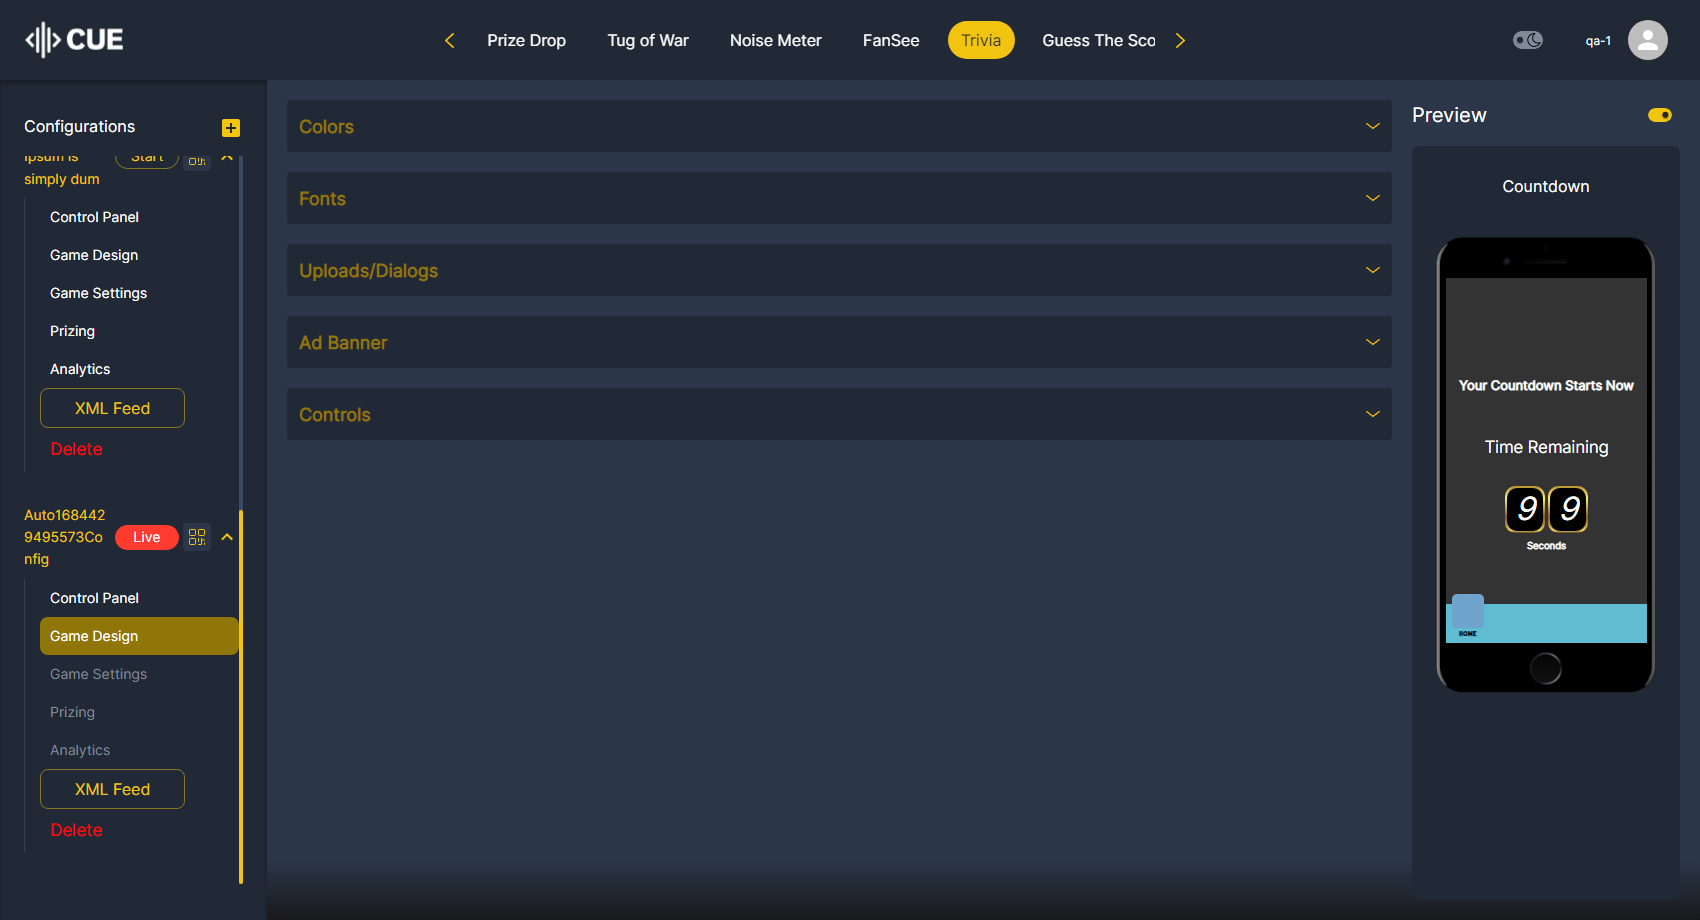 CUE
Prize Drop
Tug of War
Noise Meter
FanSee
Trivia
Guess The Sco
qa-1
Configurations
Ipsum is
simply dum
Start
Control Panel
Game Design
Game Settings
Prizing
Analytics
XML Feed
Delete
Auto168442
9495573Co
nfig
Live
Control Panel
Game Design
Game Settings
Prizing
Analytics
XML Feed
Delete
Colors
Fonts
Uploads/Dialogs
Ad Banner
Controls
Preview
Countdown
Your Countdown Starts Now
Time Remaining
9 9
Seconds
HOME